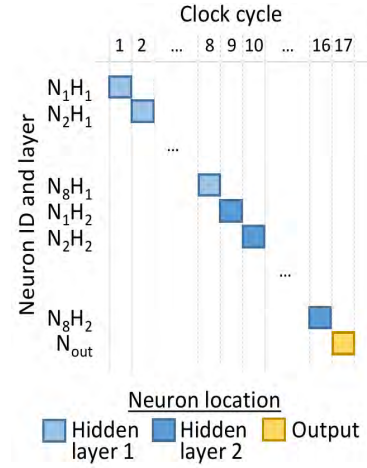 Clock cycle
1 2 ... 8 9 10 ... 16 17
Neuron ID and layer
N₁H₁
N₂H₁
...
N₈H₁
N₁H₂
N₂H₂
...
N₈H₂
Nout
Neuron location
Hidden layer 1
Hidden layer 2
Output